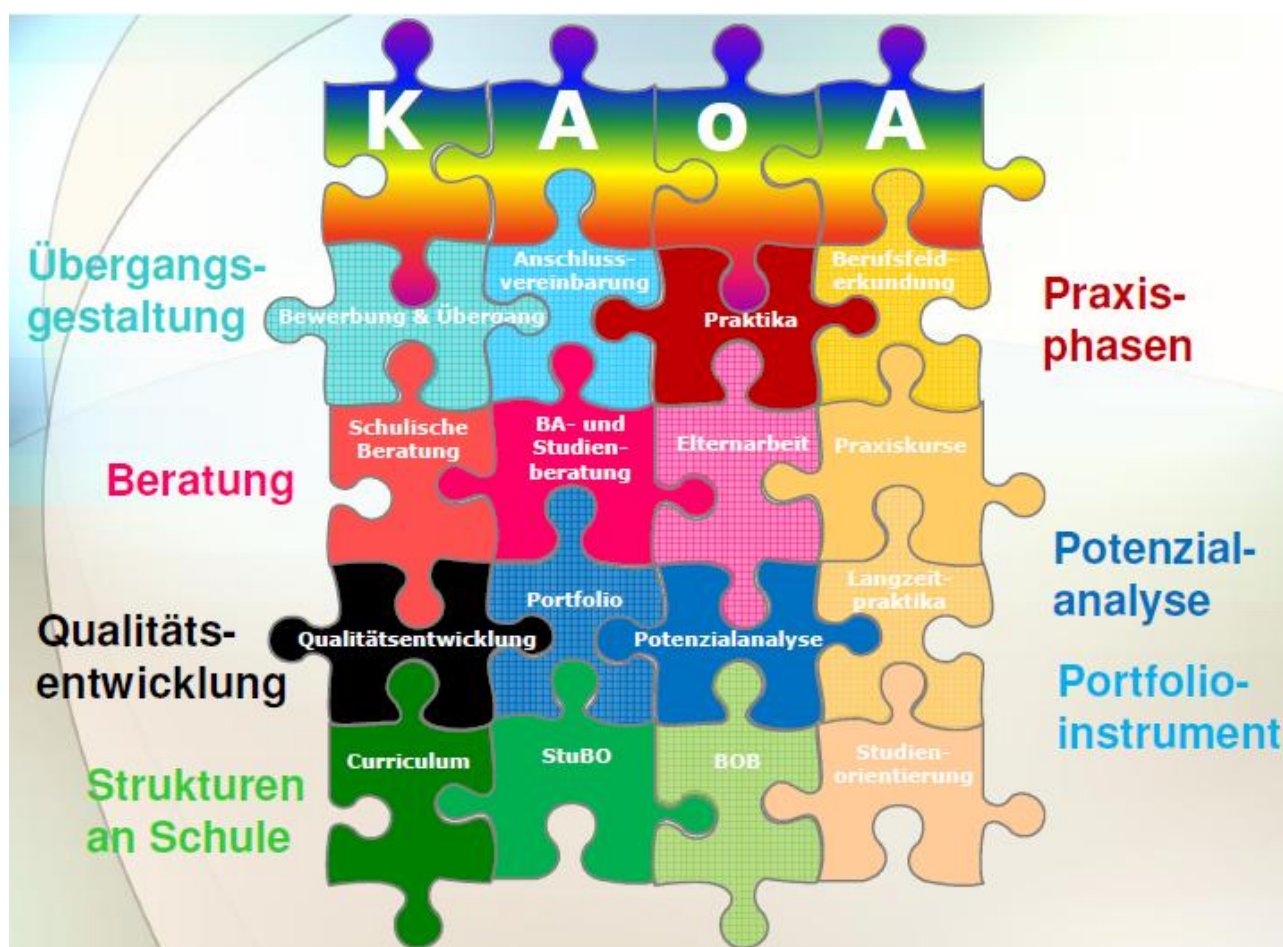 K A o A
Übergangs-
gestaltung
Bewerbung & Übergang
Anschluss-
vereinbarung
Praktika
Berufsfeld-
erkundung
Praxis-
phasen
Beratung
Schulische
Beratung
BA- und
Studien-
beratung
Elternarbeit
Praxiskurse
Qualitäts-
entwicklung
Qualitätsentwicklung
Portfolio
Potenzialanalyse
Langzeit-
praktika
Potenzial-
analyse
Portfolio-
instrument
Strukturen
an Schule
Curriculum
StuBO
BOB
Studien-
orientierung